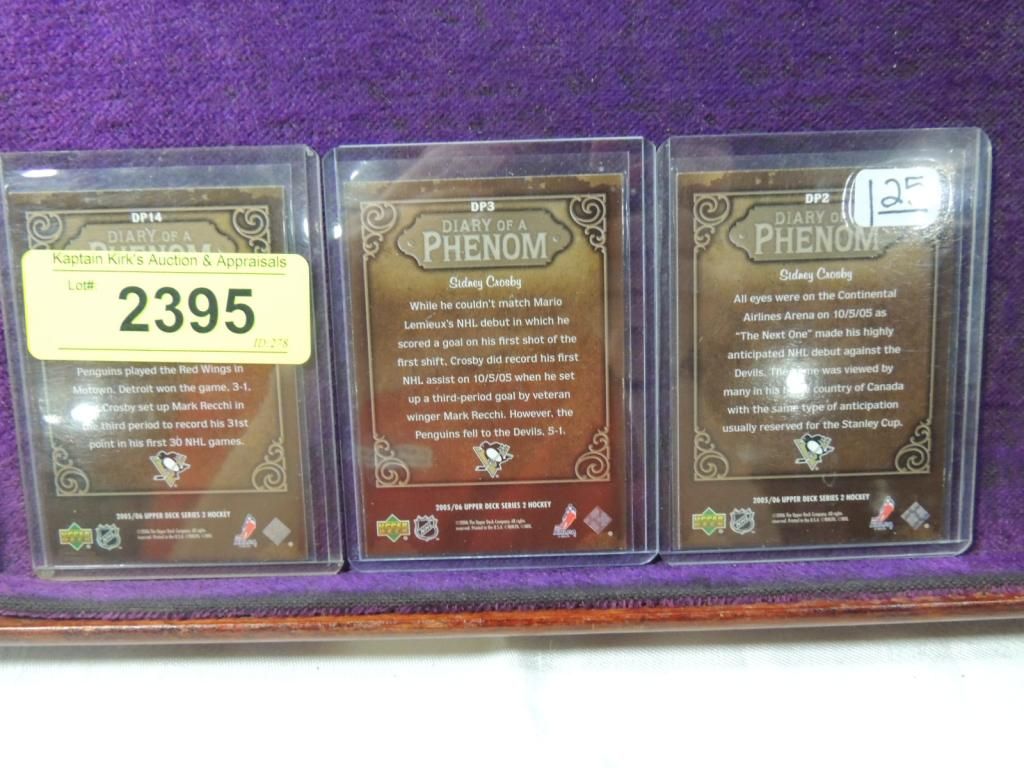 DP14
DIARY OF A
Kaptain Kirk's Auction & Appraisals
Lot#
2395
ID:278
Penguins played the Red Wings in
Motown. Detroit won the game, 3-1,
Crosby set up Mark Recchi in
the third period to record his 31st
point in his first 30 NHL games.
2005/06 UPPER DECK SERIES 2 HOCKEY
DP3
DIARY OF A
PHENOM
Sidney Crosby
While he couldn't match Mario
Lemieux's NHL debut in which he
scored a goal on his first shot of the
first shift, Crosby did record his first
NHL assist on 10/5/05 when he set
up a third-period goal by veteran
winger Mark Recchi. However, the
Penguins fell to the Devils, 5-1.
2005/06 UPPER DECK SERIES 2 HOCKEY
DP2
125
DIARY
PHENOM
Sidney Crosby
All eyes were on the Continental
Airlines Arena on 10/5/05 as
"The Next One" made his highly
anticipated NHL debut against the
Devils. The game was viewed by
many in his country of Canada
with the same type of anticipation
usually reserved for the Stanley Cup.
2005/06 UPPER DECK SERIES 2 HOCKEY